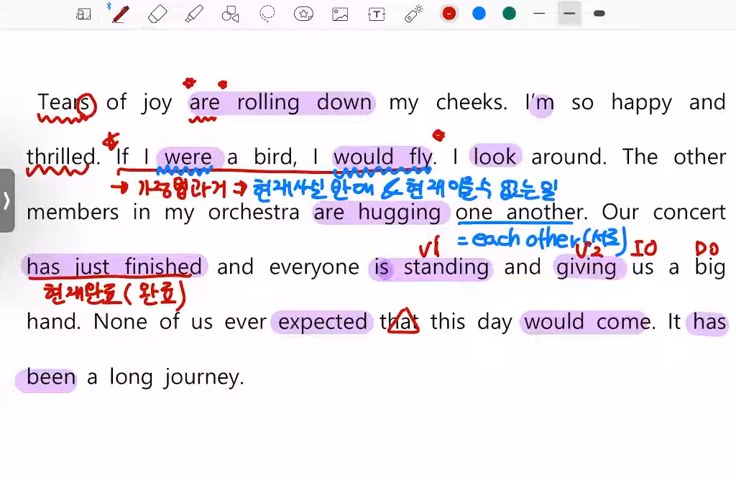 Tears of joy are rolling down my cheeks. I'm so happy and
thrilled. If I were a bird, I would fly. I look around. The other
→ 가정법과거 → 현재사실 반대 & 현재 이룰 수 없는 일
members in my orchestra are hugging one another. Our concert
= each other (서로)
V1 V2 IO DO
has just finished and everyone is standing and giving us a big
현재완료 (완료)
hand. None of us ever expected that this day would come. It has
been a long journey.